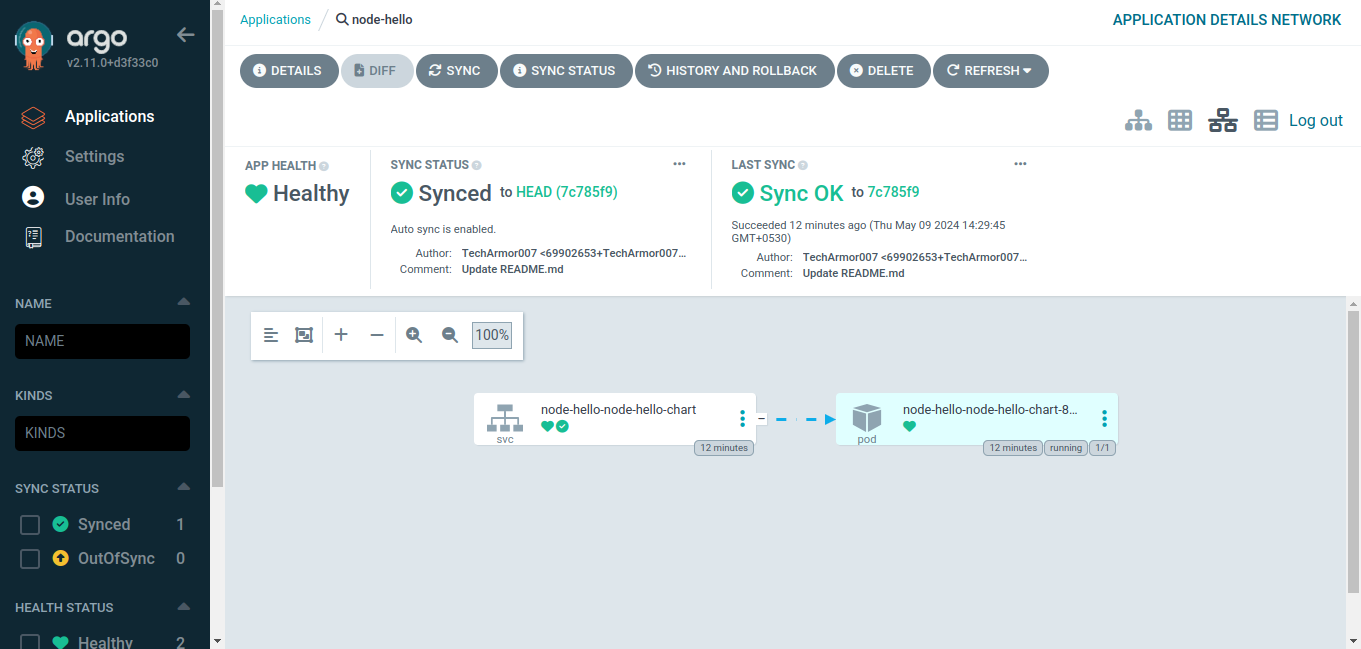 argo
v2.11.0+d3f33c0
Applications
Settings
User Info
Documentation
NAME
NAME
KINDS
KINDS
SYNC STATUS
Synced 1
OutOfSync 0
HEALTH STATUS
Healthy 2
Applications / node-hello
APPLICATION DETAILS NETWORK
DETAILS DIFF SYNC SYNC STATUS HISTORY AND ROLLBACK DELETE REFRESH
Log out
APP HEALTH
Healthy
SYNC STATUS
Synced to HEAD (7c785f9)
Auto sync is enabled.
Author: TechArmor007 <69902653+TechArmor007...
Comment: Update README.md
LAST SYNC
Sync OK to 7c785f9
Succeeded 12 minutes ago (Thu May 09 2024 14:29:45
GMT+0530)
Author: TechArmor007 <69902653+TechArmor007...
Comment: Update README.md
100%
node-hello-node-hello-chart
svc
12 minutes
node-hello-node-hello-chart-8...
pod
12 minutes running 1/1